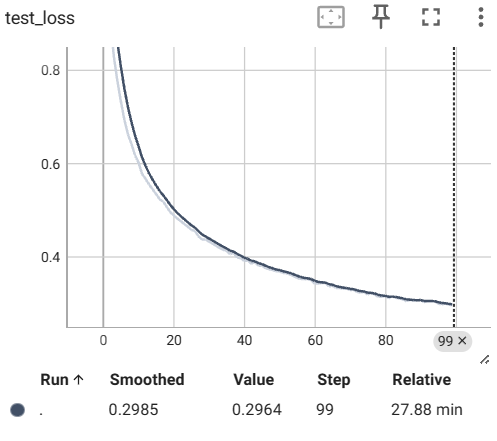 test_loss
0.8
0.6
0.4
0 20 40 60 80 99 ×
Run ↑ Smoothed Value Step Relative
. 0.2985 0.2964 99 27.88 min